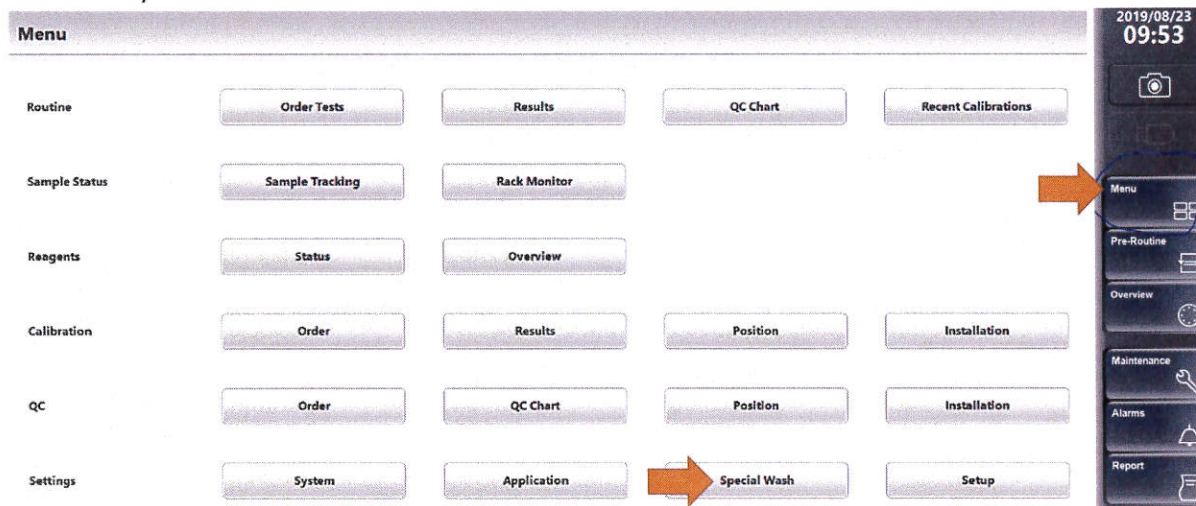 2019/08/23
09:53
Menu
Routine
Order Tests
Results
QC Chart
Recent Calibrations
Sample Status
Sample Tracking
Rack Monitor
Menu
Reagents
Status
Overview
Pre-Routine
Overview
Calibration
Order
Results
Position
Installation
Maintenance
QC
Order
QC Chart
Position
Installation
Alarms
Settings
System
Application
Special Wash
Setup
Report